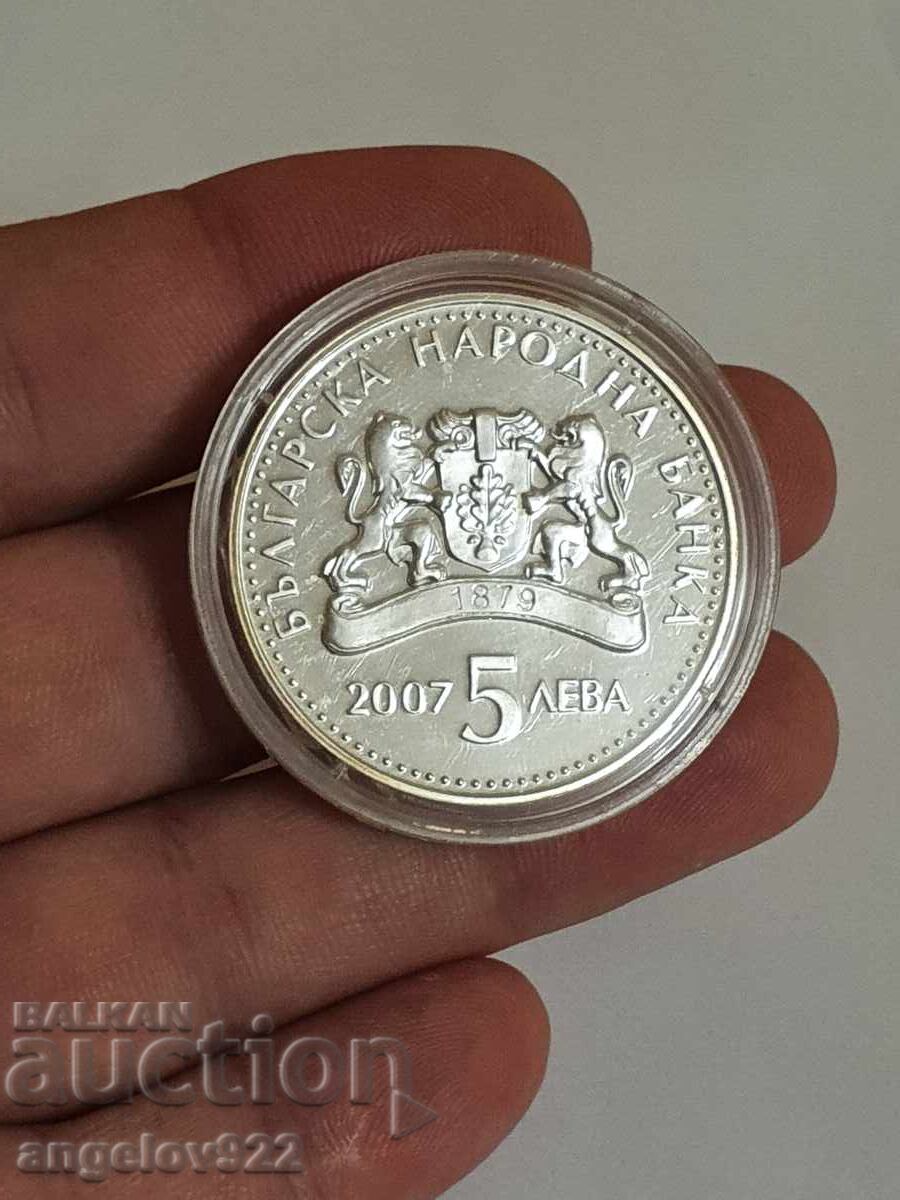 БЪЛГАРСКА НАРОДНА БАНКА
1879
2007 5 ЛЕВА
BALKAN
auction
angelov922